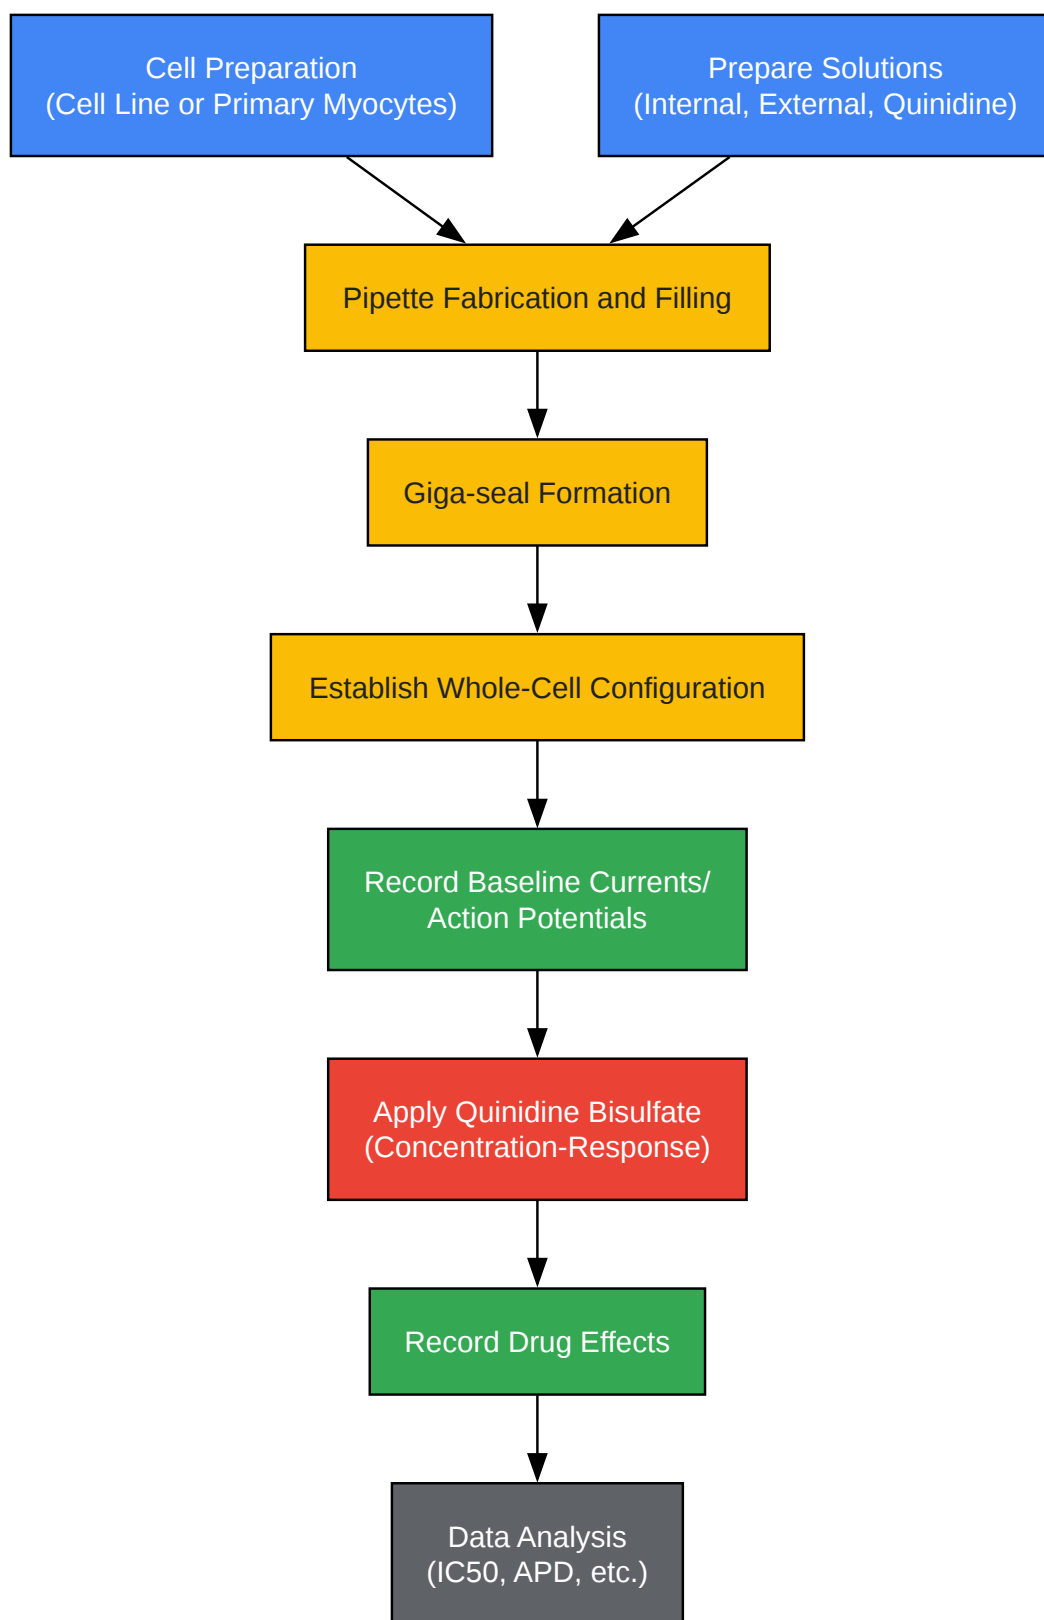 Cell Preparation
(Cell Line or Primary Myocytes)
Prepare Solutions
(Internal, External, Quinidine)
Pipette Fabrication and Filling
Giga-seal Formation
Establish Whole-Cell Configuration
Record Baseline Currents/
Action Potentials
Apply Quinidine Bisulfate
(Concentration-Response)
Record Drug Effects
Data Analysis
(IC50, APD, etc.)